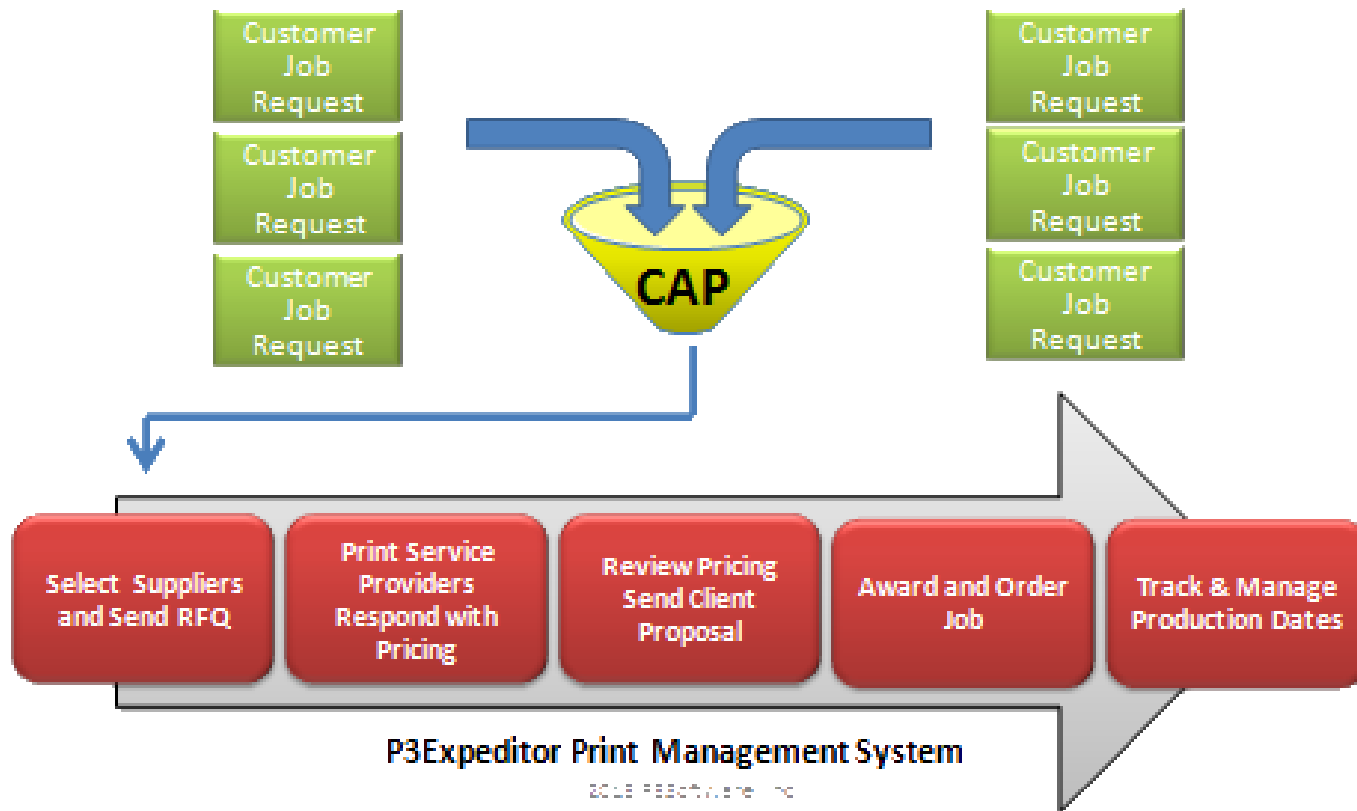 Customer
Job
Request
Customer
Job
Request
Customer
Job
Request
Customer
Job
Request
Customer
Job
Request
Customer
Job
Request
CAP
Select Suppliers
and Send RFQ
Print Service
Providers
Respond with
Pricing
Review Pricing
Send Client
Proposal
Award and Order
Job
Track & Manage
Production Dates
P3Expeditor Print Management System